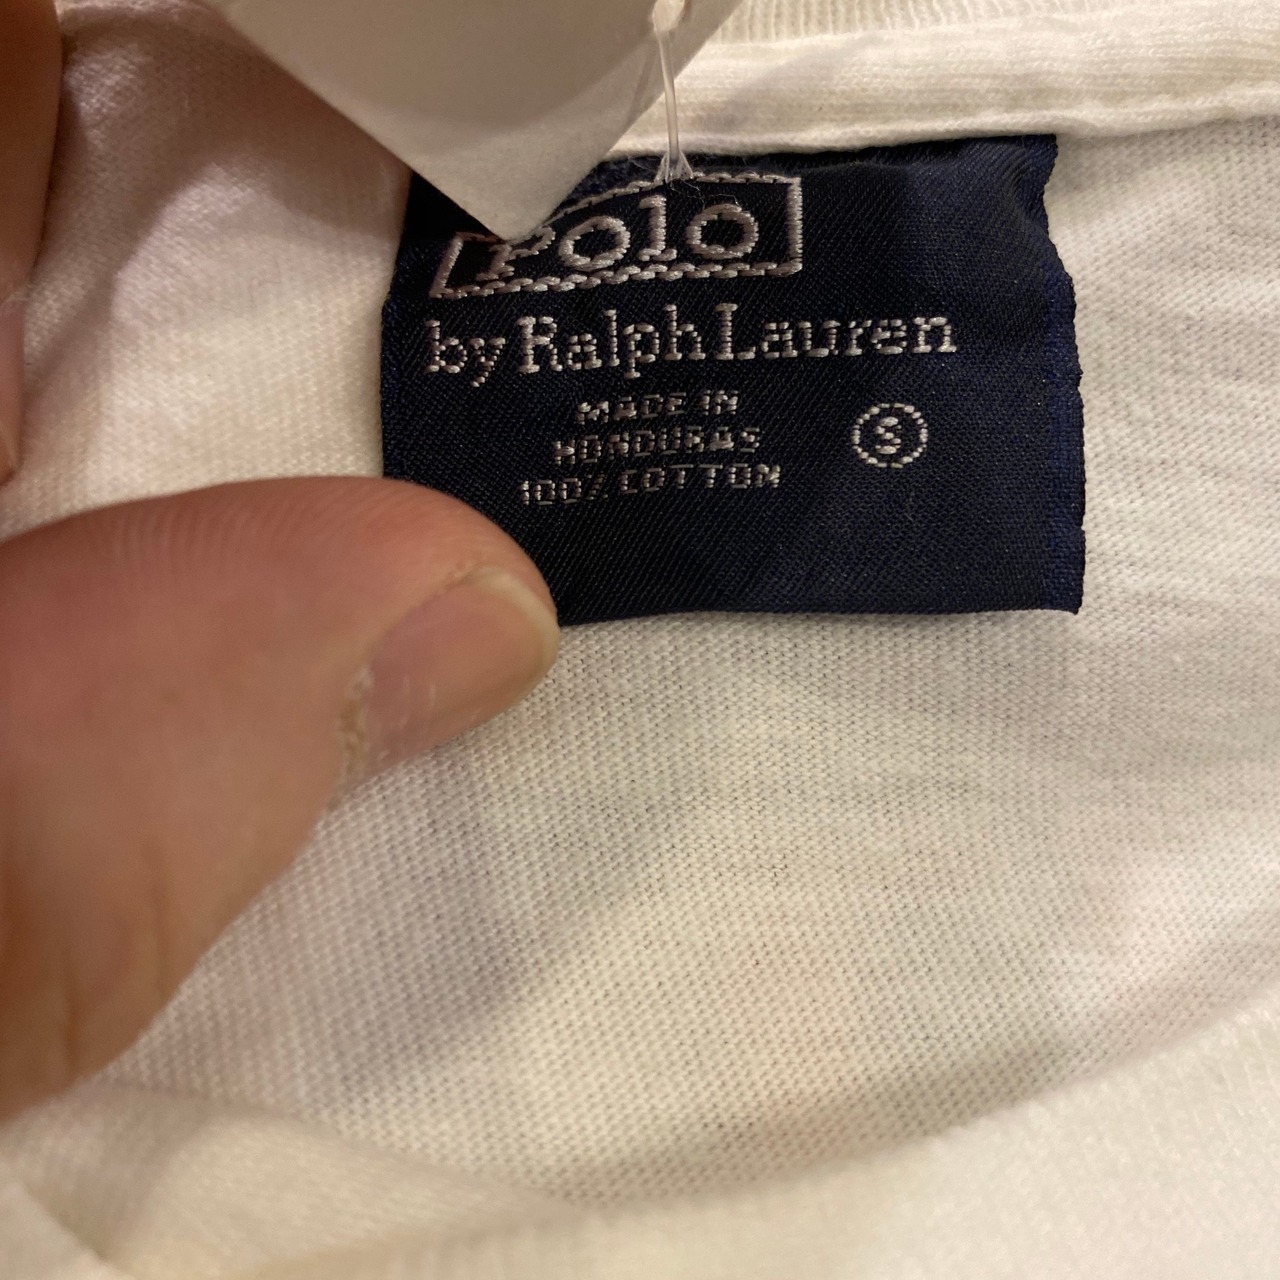 Polo
by Ralph Lauren
MADE IN
HONDURAS
100% COTTON
S